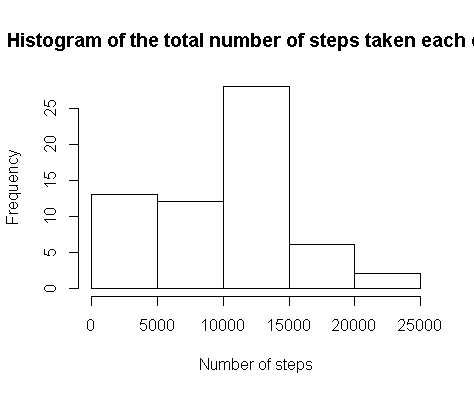 Histogram of the total number of steps taken each
Frequency
25
20
15
10
5
0
0 5000 10000 15000 20000 25000
Number of steps